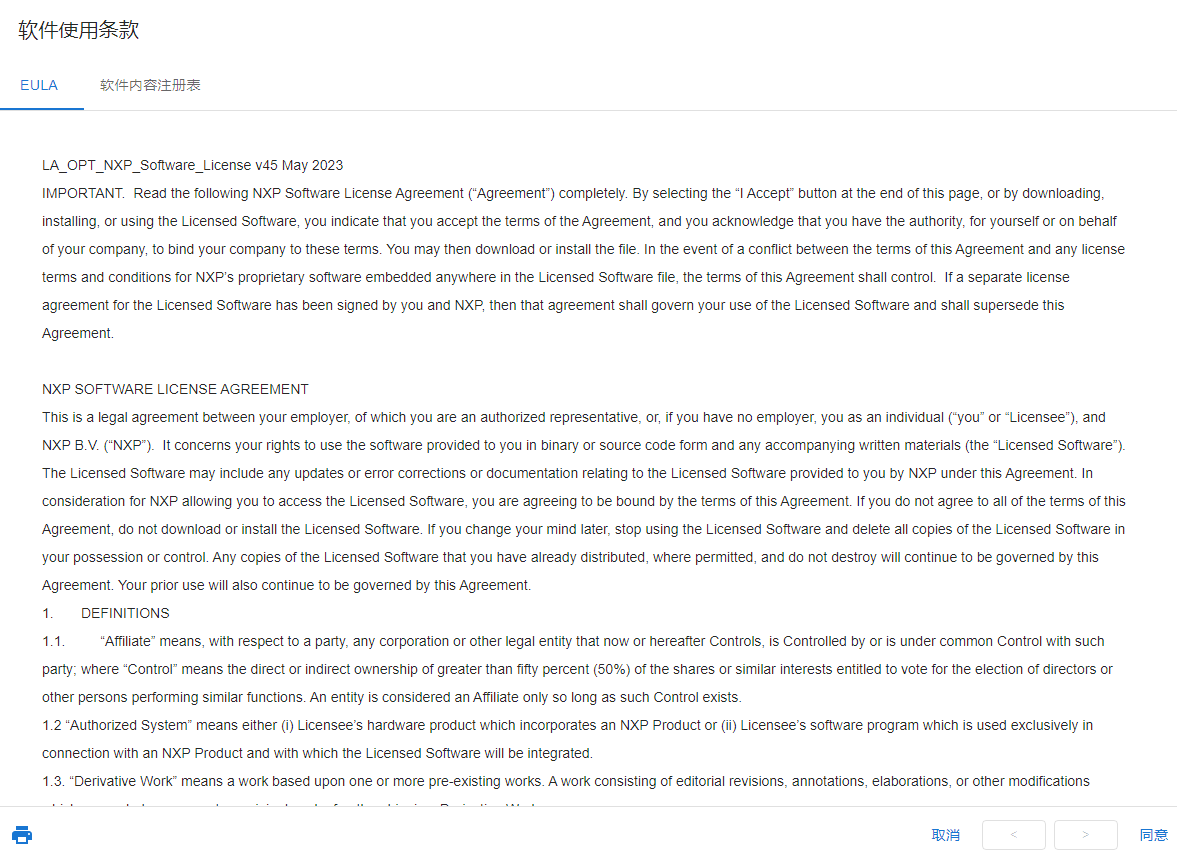 软件使用条款
EULA
软件内容注册表
LA_OPT_NXP_Software_License v45 May 2023
IMPORTANT.  Read the following NXP Software License Agreement (“Agreement”) completely. By selecting the “I Accept” button at the end of this page, or by downloading,
installing, or using the Licensed Software, you indicate that you accept the terms of the Agreement, and you acknowledge that you have the authority, for yourself or on behalf
of your company, to bind your company to these terms. You may then download or install the file. In the event of a conflict between the terms of this Agreement and any license
terms and conditions for NXP’s proprietary software embedded anywhere in the Licensed Software file, the terms of this Agreement shall control.  If a separate license
agreement for the Licensed Software has been signed by you and NXP, then that agreement shall govern your use of the Licensed Software and shall supersede this
Agreement.
NXP SOFTWARE LICENSE AGREEMENT
This is a legal agreement between your employer, of which you are an authorized representative, or, if you have no employer, you as an individual (“you” or “Licensee”), and
NXP B.V. (“NXP”).  It concerns your rights to use the software provided to you in binary or source code form and any accompanying written materials (the “Licensed Software”).
The Licensed Software may include any updates or error corrections or documentation relating to the Licensed Software provided to you by NXP under this Agreement. In
consideration for NXP allowing you to access the Licensed Software, you are agreeing to be bound by the terms of this Agreement. If you do not agree to all of the terms of this
Agreement, do not download or install the Licensed Software. If you change your mind later, stop using the Licensed Software and delete all copies of the Licensed Software in
your possession or control. Any copies of the Licensed Software that you have already distributed, where permitted, and do not destroy will continue to be governed by this
Agreement. Your prior use will also continue to be governed by this Agreement.
1.	DEFINITIONS
1.1.	“Affiliate” means, with respect to a party, any corporation or other legal entity that now or hereafter Controls, is Controlled by or is under common Control with such
party; where “Control” means the direct or indirect ownership of greater than fifty percent (50%) of the shares or similar interests entitled to vote for the election of directors or
other persons performing similar functions. An entity is considered an Affiliate only so long as such Control exists.
1.2 “Authorized System” means either (i) Licensee’s hardware product which incorporates an NXP Product or (ii) Licensee’s software program which is used exclusively in
connection with an NXP Product and with which the Licensed Software will be integrated.
1.3. “Derivative Work” means a work based upon one or more pre-existing works. A work consisting of editorial revisions, annotations, elaborations, or other modifications
取消
<
>
同意